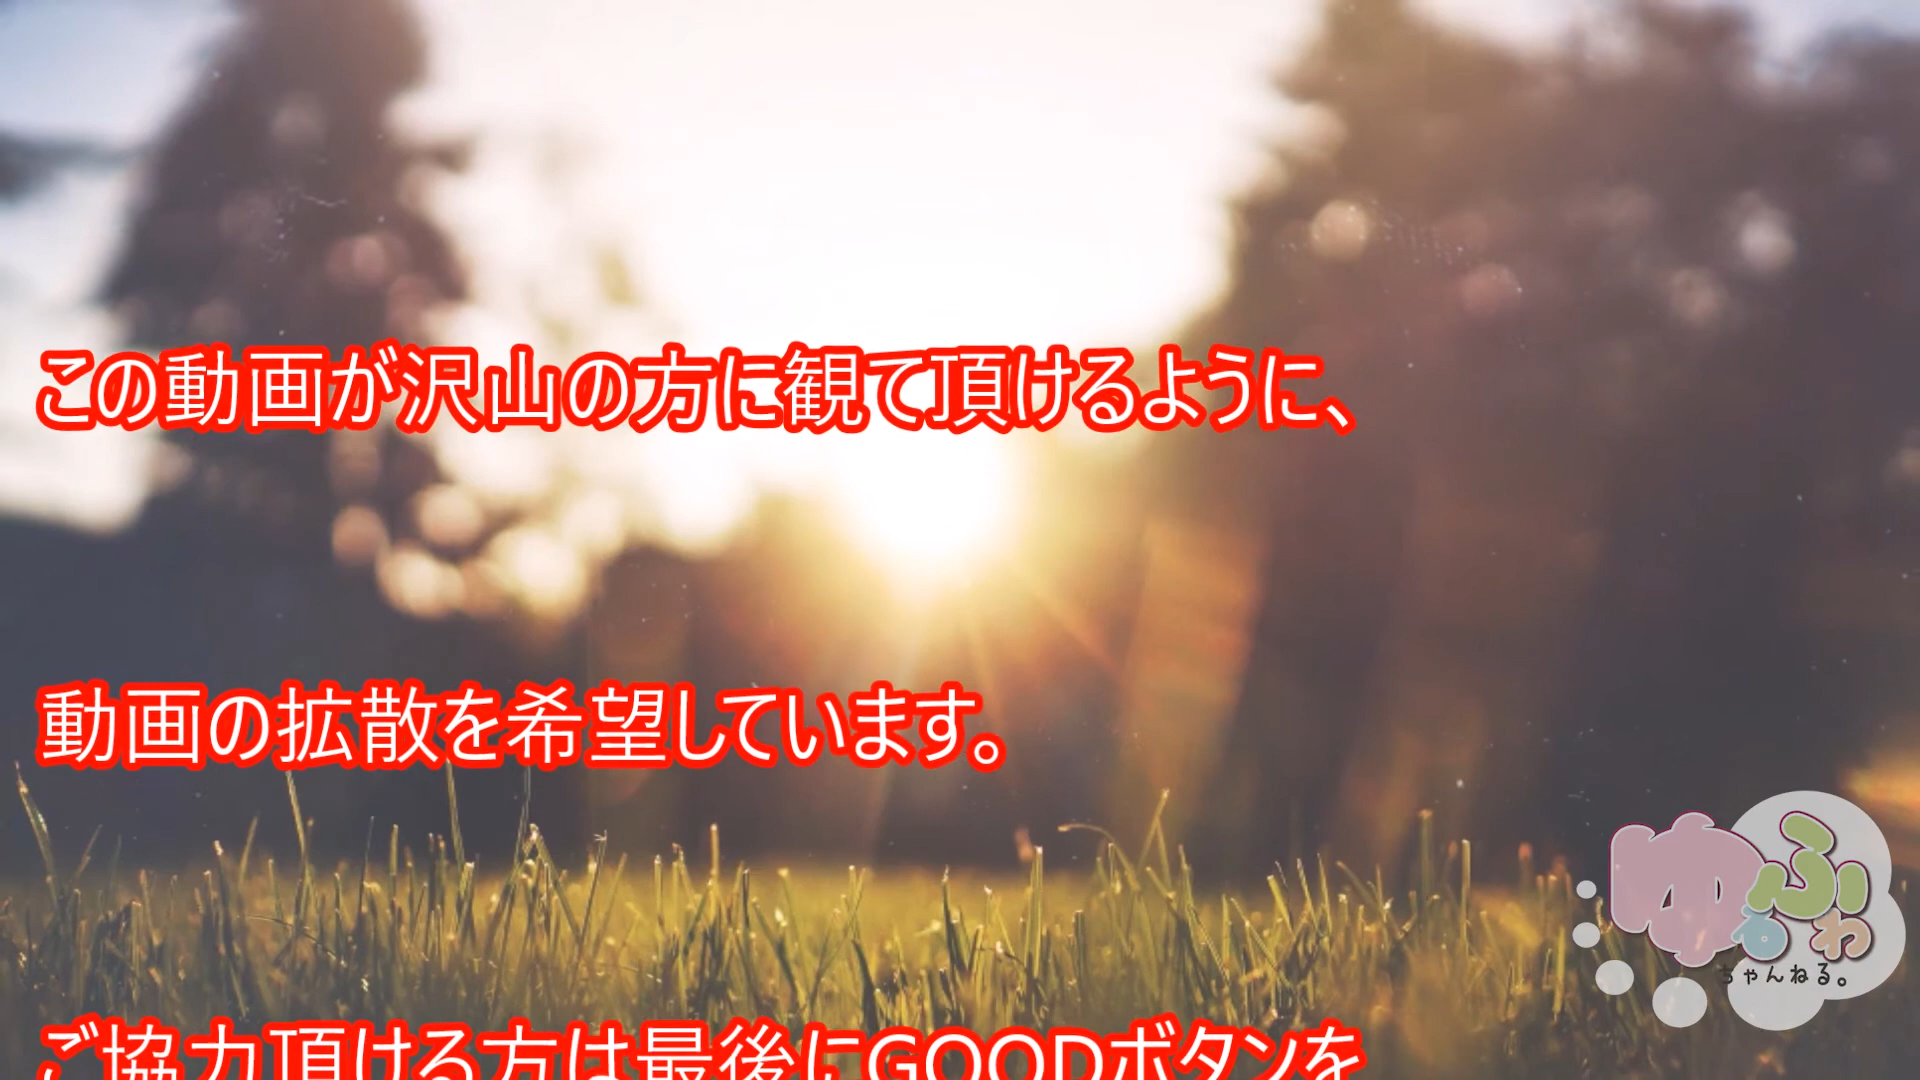 この動画が沢山の方に観て頂けるように、
動画の拡散を希望しています。
ご協力頂ける方は最後にGOODボタンを
ゆるふわ
ちゃんねる。